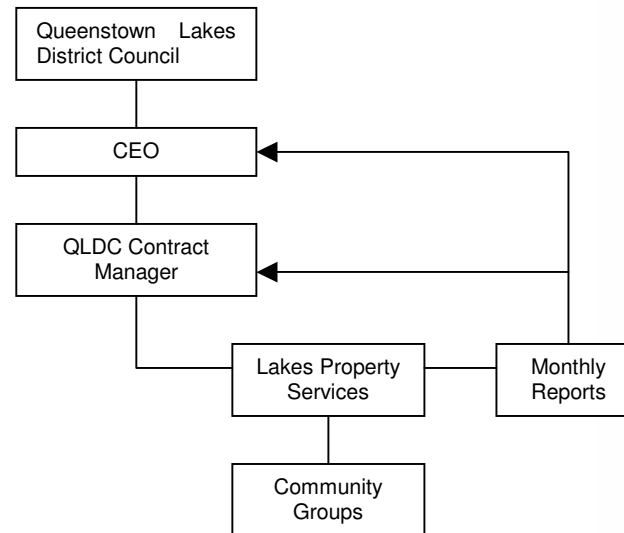 Queenstown Lakes
District Council
CEO
QLDC Contract
Manager
Lakes Property
Services
Monthly
Reports
Community
Groups